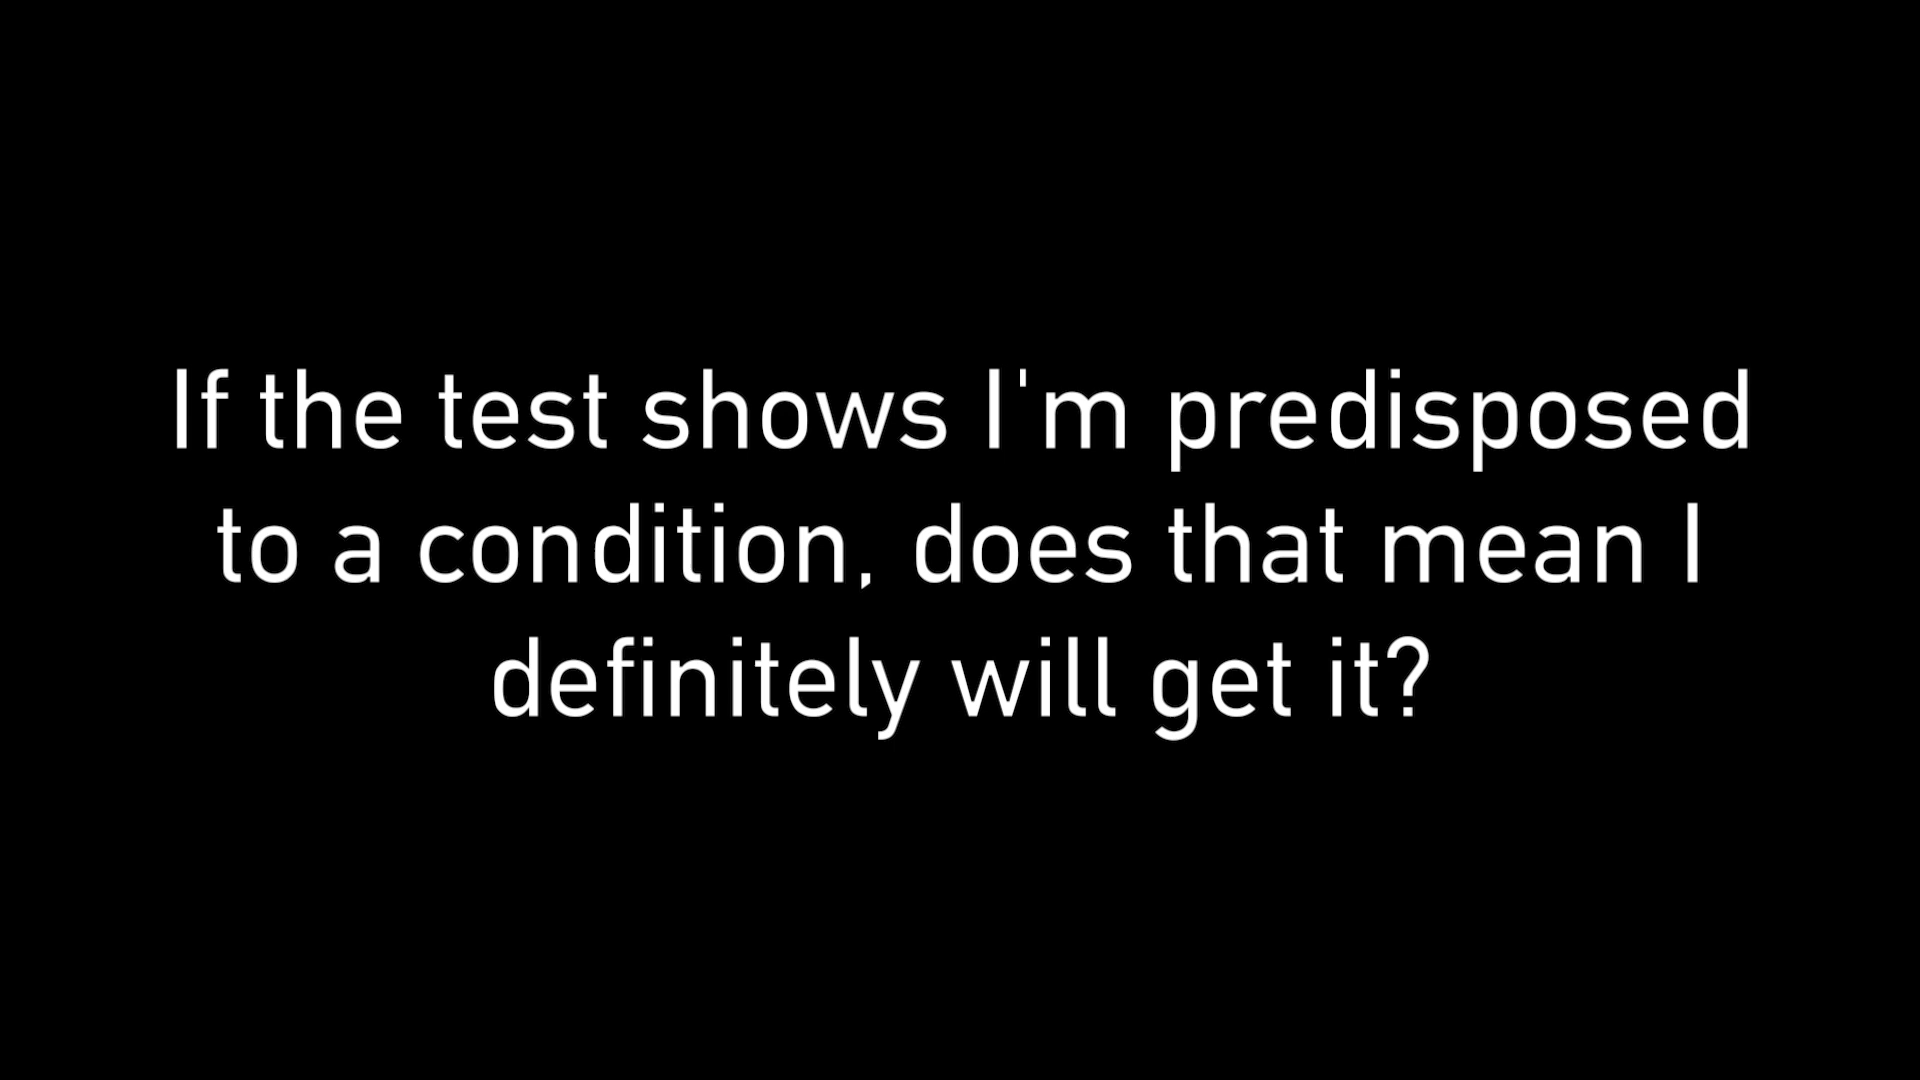 If the test shows I'm predisposed
to a condition, does that mean I
definitely will get it?